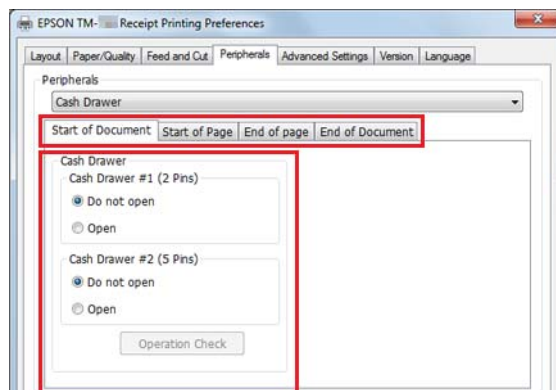 EPSON TM- Receipt Printing Preferences
Layout Paper/Quality Feed and Cut Peripherals Advanced Settings Version Language
Peripherals
Cash Drawer
Start of Document Start of Page End of page End of Document
Cash Drawer
Cash Drawer #1 (2 Pins)
Do not open
Open
Cash Drawer #2 (5 Pins)
Do not open
Open
Operation Check